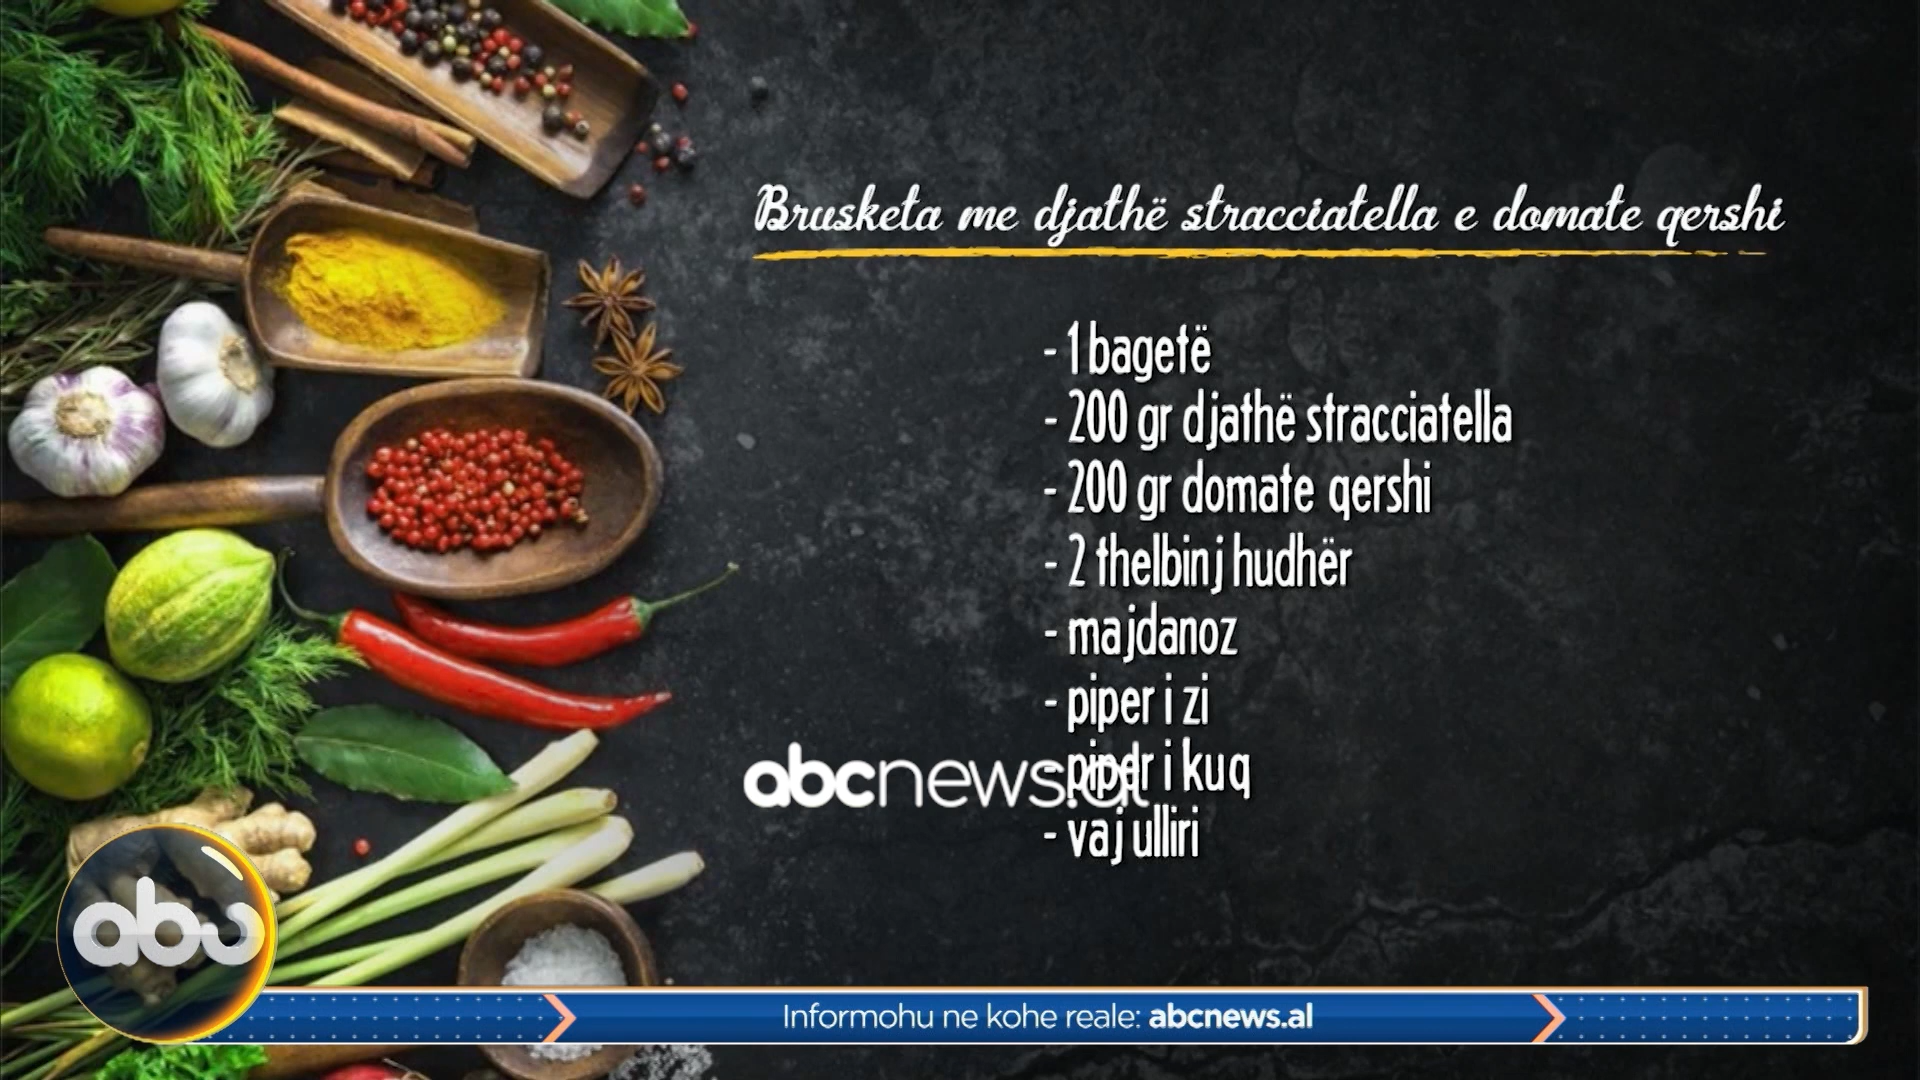 Brusketa me djathë stracciatella e domate qershi
- 1 bagetë
- 200 gr djathë stracciatella
- 200 gr domate qershi
- 2 thelbinj hudhër
- majdanoz
- piper i zi
- piper i kuq
abcnews.al
- vaj ulliri
abc
Informohu ne kohe reale: abcnews.al